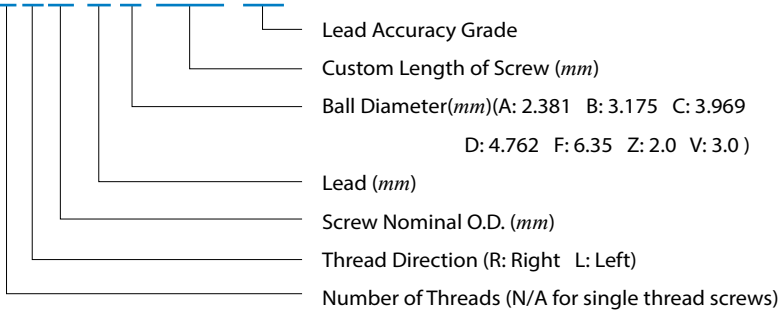 Lead Accuracy Grade
Custom Length of Screw (mm)
Ball Diameter(mm)(A: 2.381 B: 3.175 C: 3.969
D: 4.762 F: 6.35 Z: 2.0 V: 3.0 )
Lead (mm)
Screw Nominal O.D. (mm)
Thread Direction (R: Right L: Left)
Number of Threads (N/A for single thread screws)